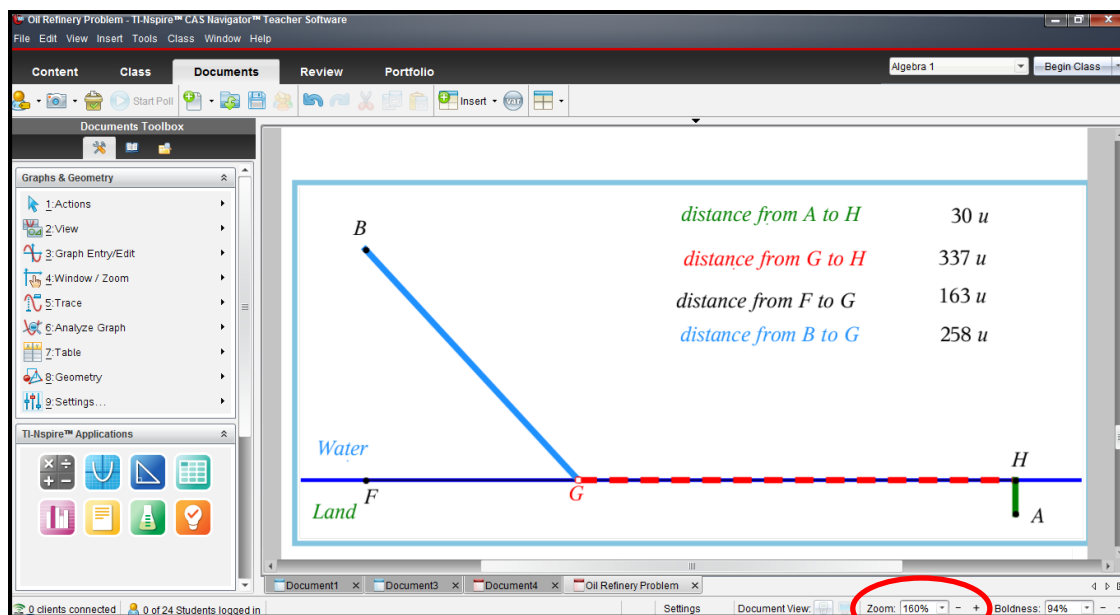 Oil Refinery Problem - TI-Nspire™ CAS Navigator™ Teacher Software
File Edit View Insert Tools Class Window Help
Content Class Documents Review Portfolio
Algebra 1 Begin Class
Start Poll Insert var
Documents Toolbox
Graphs & Geometry
1:Actions
2:View
3:Graph Entry/Edit
4:Window / Zoom
5:Trace
6:Analyze Graph
7:Table
8:Geometry
9:Settings...
TI-Nspire™ Applications
distance from A to H 30 u
B
distance from G to H 337 u
distance from F to G 163 u
distance from B to G 258 u
Water
H
F G
Land A
Document1 Document3 Document4 Oil Refinery Problem
0 clients connected 0 of 24 Students logged in Settings Document View: Zoom: 160% - + Boldness: 94%